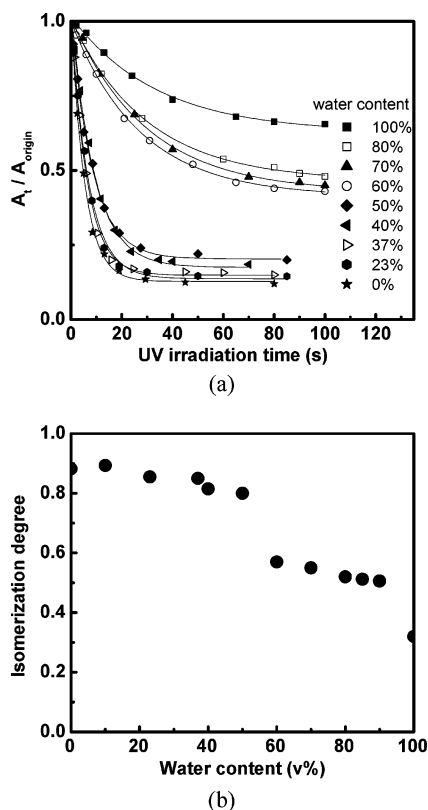 1.0
0.5
0.0
A_t / A_origin
water content
100%
80%
70%
60%
50%
40%
37%
23%
0%
0 20 40 60 80 100 120
UV irradiation time (s)
(a)
1.0
0.8
0.6
0.4
0.2
0.0
Isomerization degree
0 20 40 60 80 100
Water content (v%)
(b)